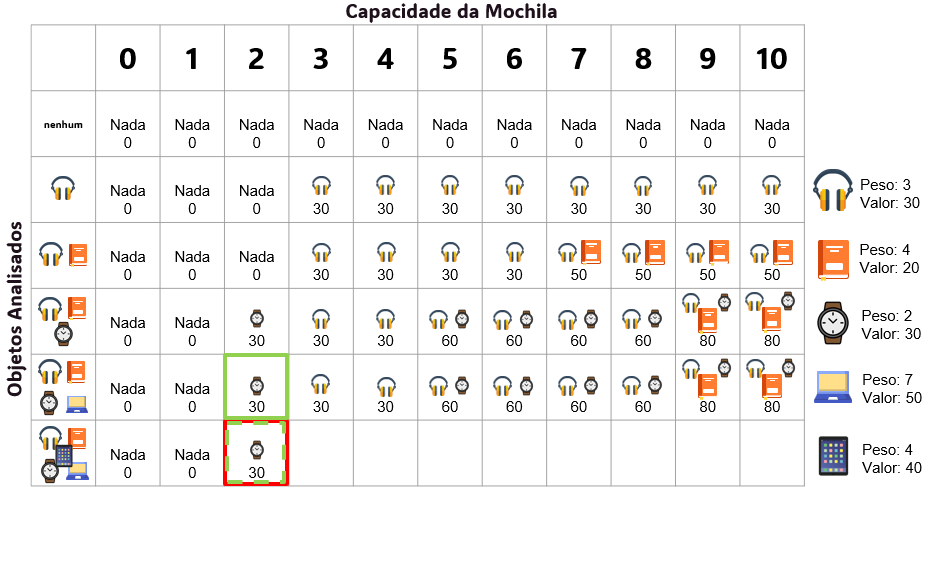 Capacidade da Mochila
0 1 2 3 4 5 6 7 8 9 10
Objetos Analisados
nenhum
Nada Nada Nada Nada Nada Nada Nada Nada Nada Nada Nada
0 0 0 0 0 0 0 0 0 0 0
Nada Nada Nada
0 0 0 30 30 30 30 30 30 30 30
Peso: 3
Valor: 30
Nada Nada Nada
0 0 0 30 30 30 30 50 50 50 50
Peso: 4
Valor: 20
Nada Nada
0 0 30 30 30 60 60 60 60 80 80
Peso: 2
Valor: 30
Nada Nada
0 0 30 30 30 60 60 60 60 80 80
Peso: 7
Valor: 50
Nada Nada
0 0 30
Peso: 4
Valor: 40